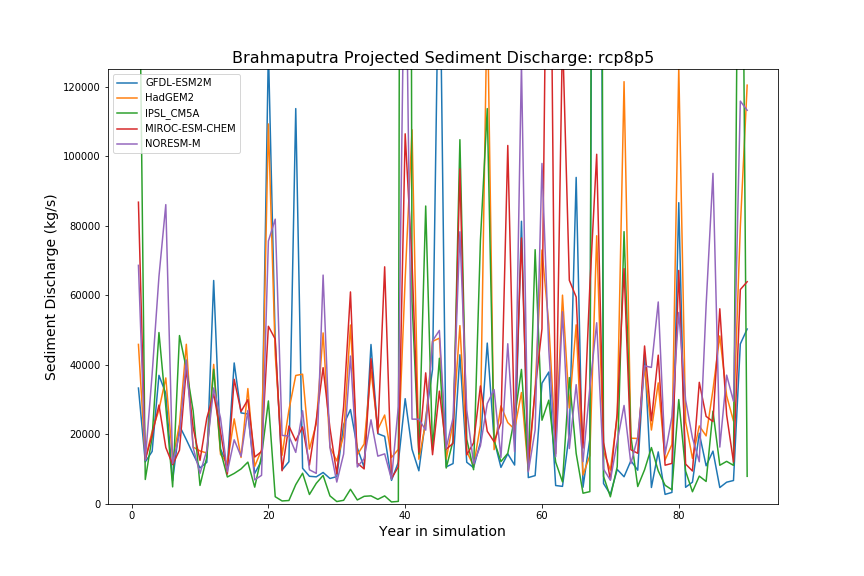 Brahmaputra Projected Sediment Discharge: rcp8p5
GFDL-ESM2M
HadGEM2
IPSL_CM5A
MIROC-ESM-CHEM
NORESM-M
Sediment Discharge (kg/s)
120000
100000
80000
60000
40000
20000
0
0 20 40 60 80
Year in simulation